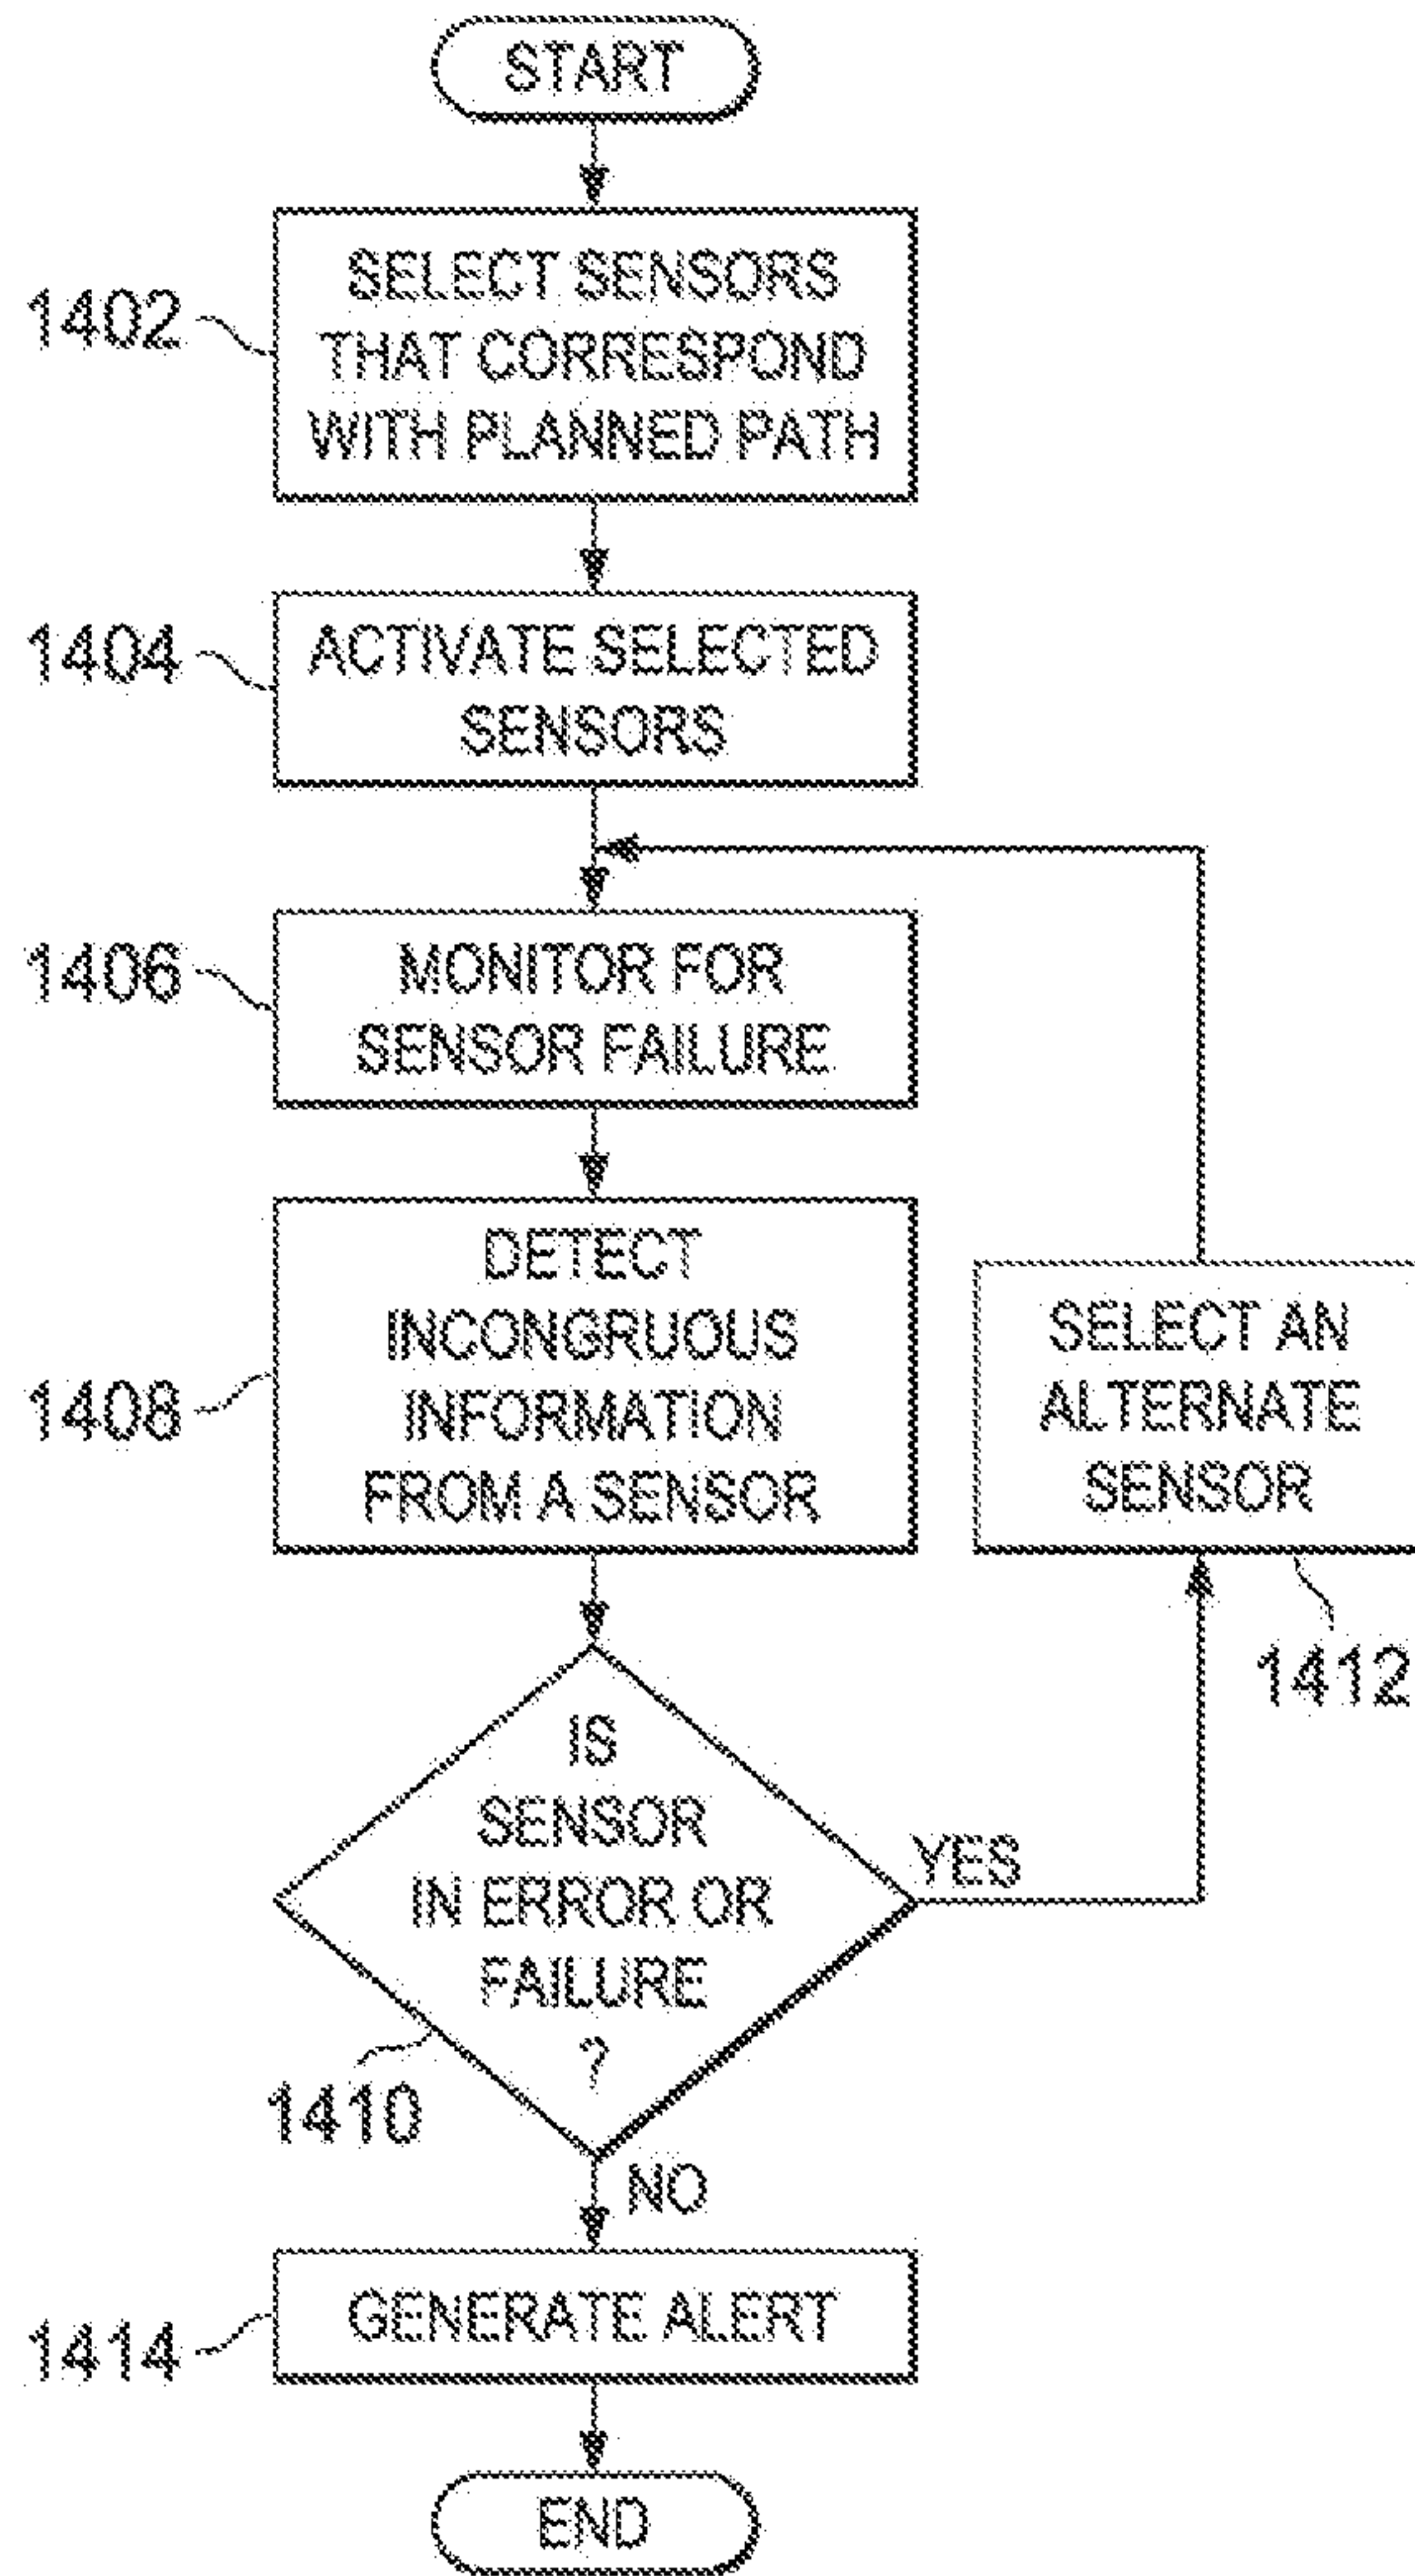 START
1402
SELECT SENSORS
THAT CORRESPOND
WITH PLANNED PATH
1404
ACTIVATE SELECTED
SENSORS
1406
MONITOR FOR
SENSOR FAILURE
1408
DETECT
INCONGRUOUS
INFORMATION
FROM A SENSOR
SELECT AN
ALTERNATE
SENSOR
1412
IS
SENSOR
IN ERROR OR
FAILURE
?
YES
1410
NO
1414
GENERATE ALERT
END